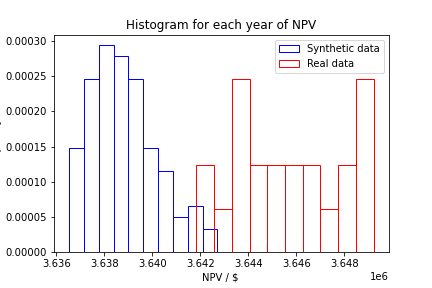 Histogram for each year of NPV
Synthetic data
Real data
0.00030
0.00025
0.00020
0.00015
0.00010
0.00005
0.00000
3.636 3.638 3.640 3.642 3.644 3.646 3.648
1e6
NPV / $